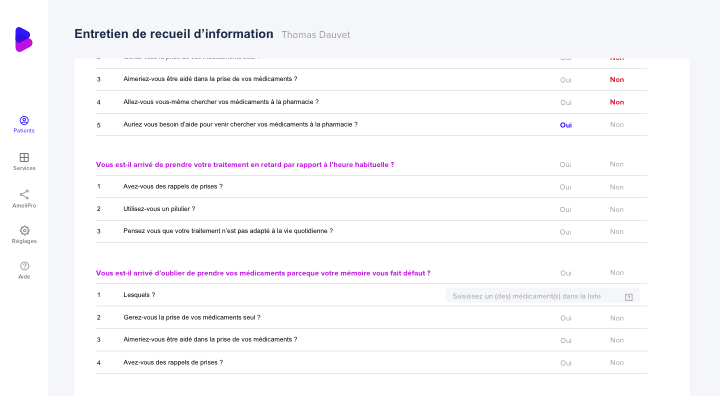 Entretien de recueil d'information Thomas Dauvet
3 Aimeriez-vous être aidé dans la prise de vos médicaments ? Oui Non
4 Allez-vous vous-même chercher vos médicaments à la pharmacie ? Oui Non
5 Auriez vous besoin d'aide pour venir chercher vos médicaments à la pharmacie ? Oui Non
Vous est-il arrivé de prendre votre traitement en retard par rapport à l'heure habituelle ? Oui Non
1 Avez-vous des rappels de prises ? Oui Non
2 Utilisez-vous un pilulier ? Oui Non
3 Pensez vous que votre traitement n'est pas adapté à la vie quotidienne ? Oui Non
Vous est-il arrivé d'oublier de prendre vos médicaments parceque votre mémoire vous fait défaut ? Oui Non
1 Lesquels ? Saisissez un (des) médicament(s) dans la liste
2 Gerez-vous la prise de vos médicaments seul ? Oui Non
3 Aimeriez-vous être aidé dans la prise de vos médicaments ? Oui Non
4 Avez-vous des rappels de prises ? Oui Non
Patients
Services
AmeliPro
Réglages
Aide